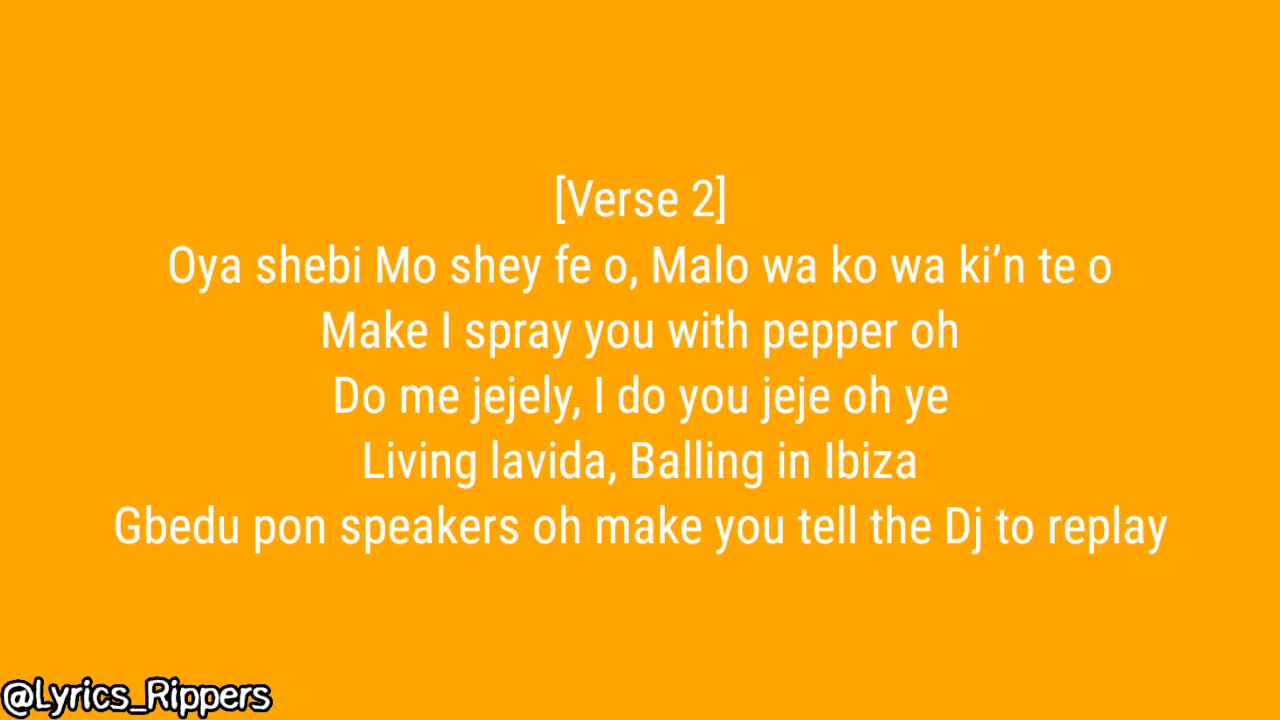 [Verse 2]
Oya shebi Mo shey fe o, Malo wa ko wa ki’n te o
Make I spray you with pepper oh
Do me jejely, I do you jeje oh ye
Living lavida, Balling in Ibiza
Gbedu pon speakers oh make you tell the Dj to replay
@Lyrics_Rippers